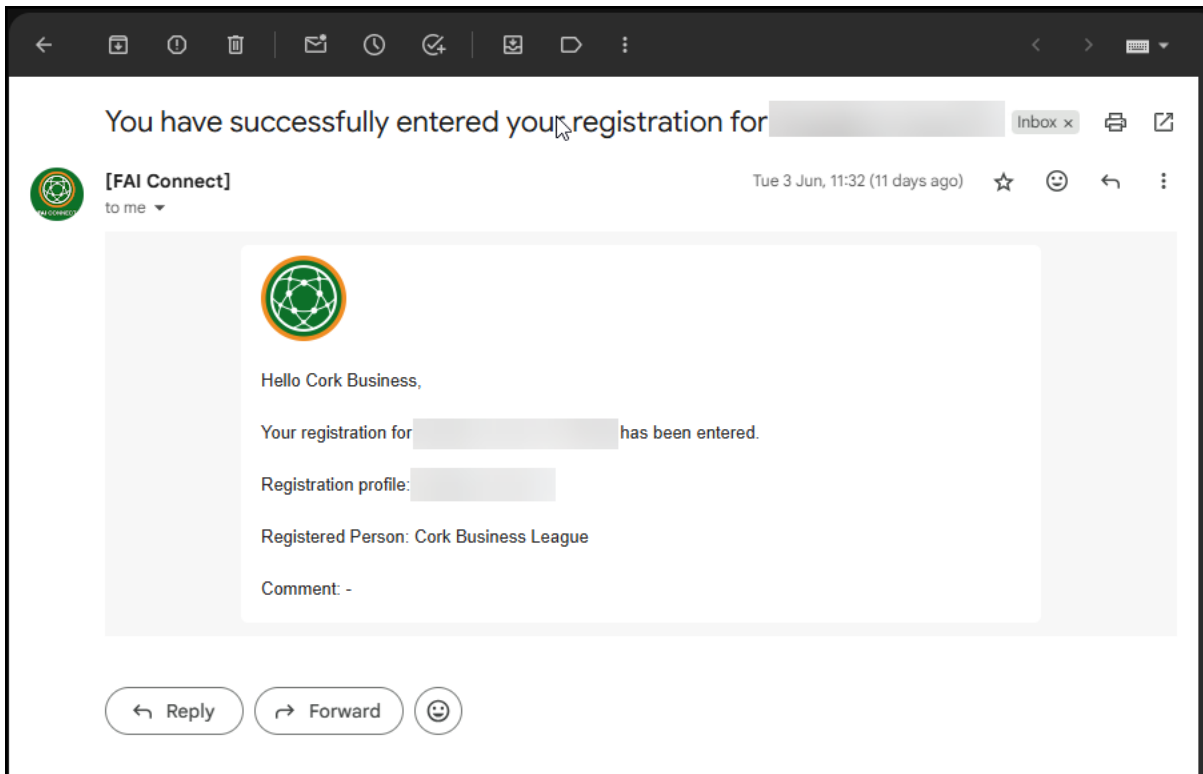 You have successfully entered your registration for
Inbox ×
[FAI Connect]
Tue 3 Jun, 11:32 (11 days ago)
to me
FAI CONNECT
Hello Cork Business,
Your registration for has been entered.
Registration profile:
Registered Person: Cork Business League
Comment: -
Reply
Forward